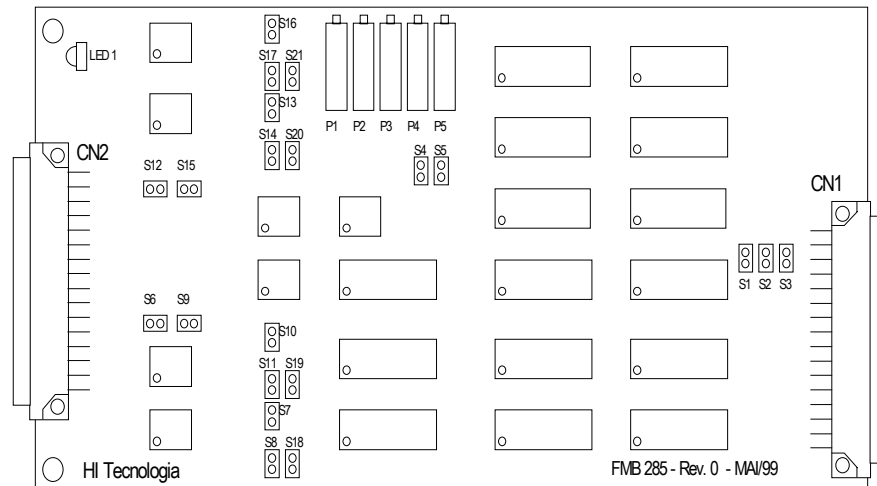 S16
LED 1
S17 S21
S13
P1 P2 P3 P4 P5
S14 S20
CN2
S4 S5
S12 S15
CN1
S1 S2 S3
S6 S9
S10
S11 S19
S7
S8 S18
HI Tecnologia
FMB 285 - Rev. 0 - MAI/99